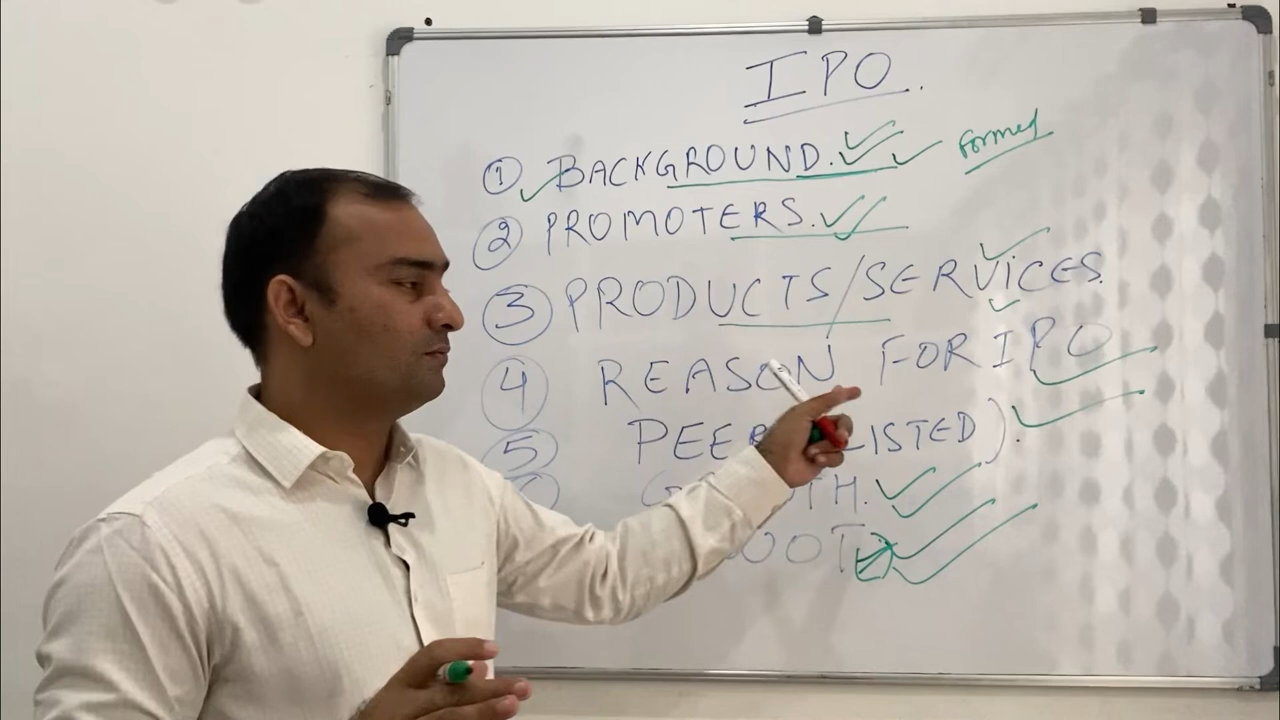 IPO.
① BACKGROUND. Formed
② PROMOTERS.
③ PRODUCTS/SERVICES.
④ REASON FOR IPO
⑤ LISTED).